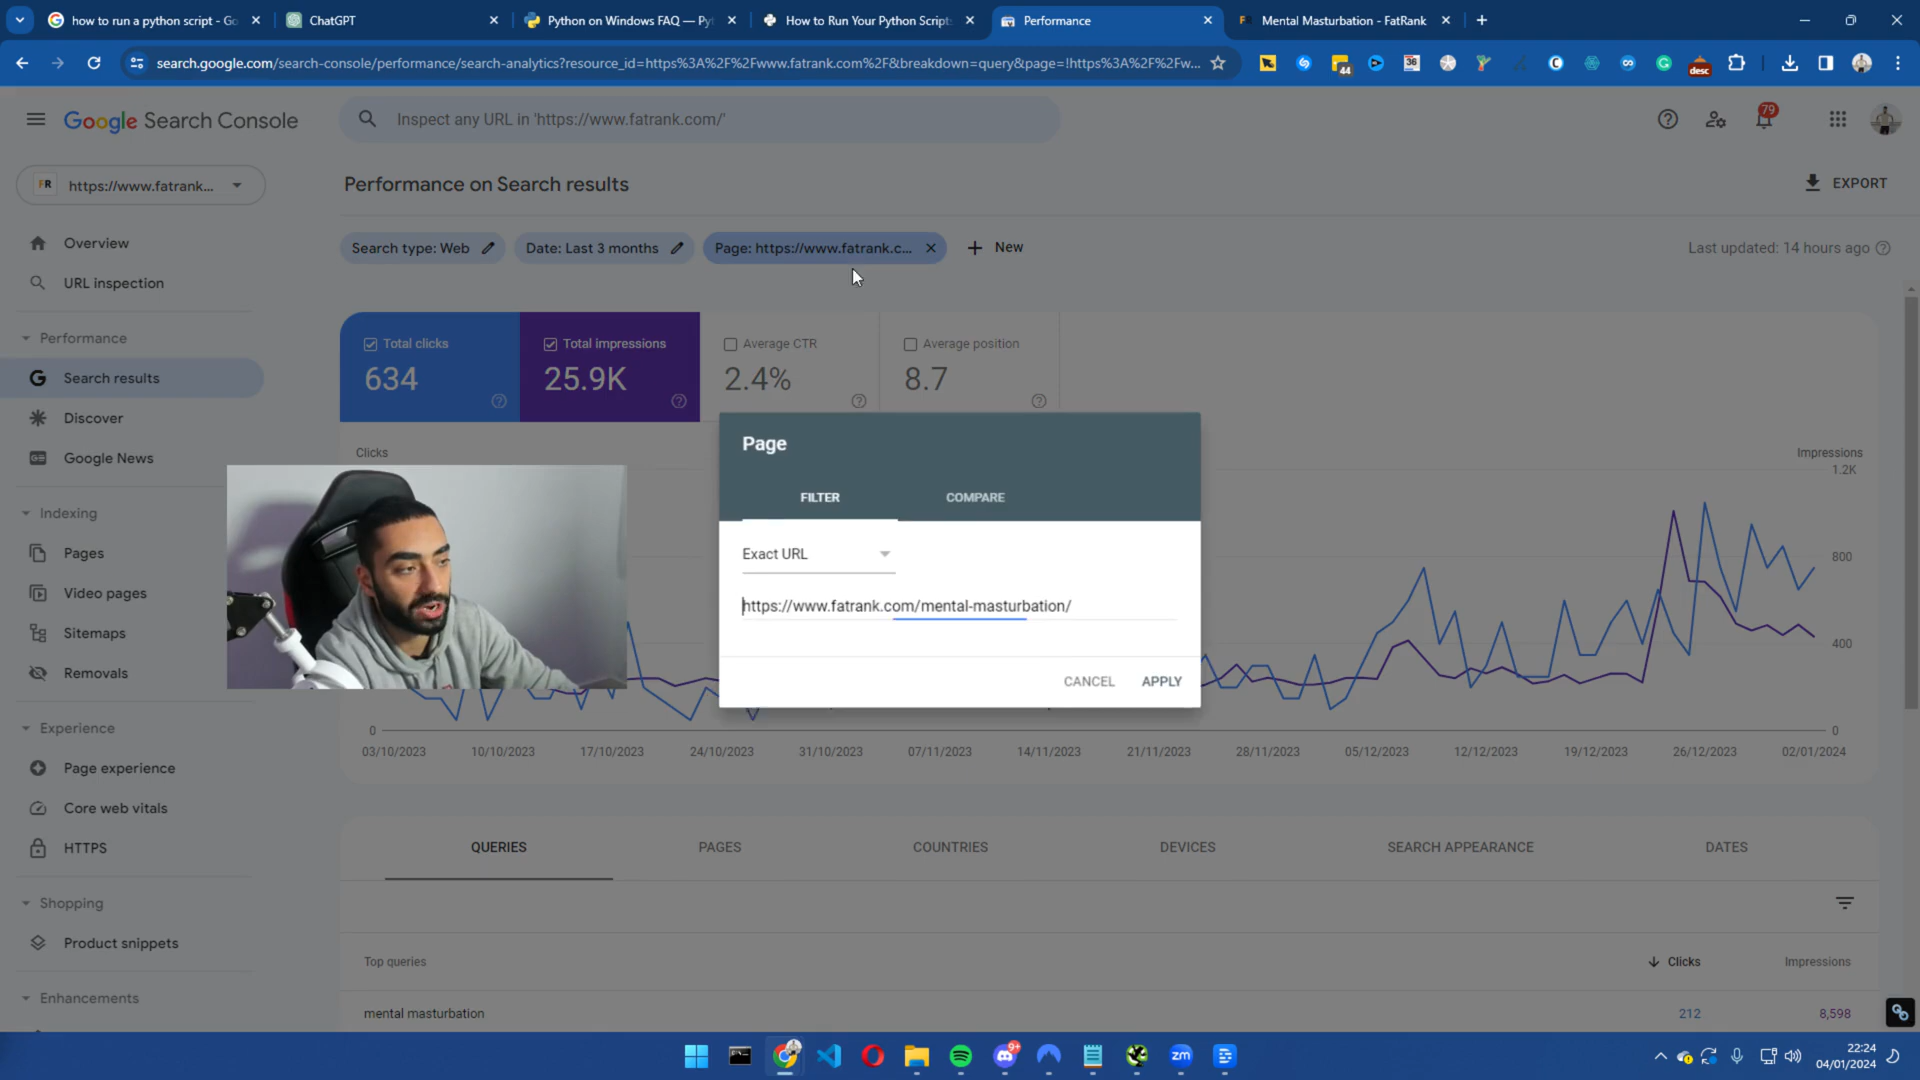 how to run a python script - Go
ChatGPT
Python on Windows FAQ — Py
How to Run Your Python Scripts
Performance
Mental Masturbation - FatRank
search.google.com/search-console/performance/search-analytics?resource_id=https%3A%2F%2Fwww.fatrank.com%2F&breakdown=query&page=!https%3A%2F%2Fw...
44
36
desc
Google Search Console
Inspect any URL in 'https://www.fatrank.com/'
79
FR
https://www.fatrank...
Performance on Search results
EXPORT
Search type: Web
Date: Last 3 months
Page: https://www.fatrank.c...
New
Last updated: 14 hours ago
Overview
URL inspection
Performance
Search results
Discover
Google News
Indexing
Pages
Video pages
Sitemaps
Removals
Experience
Page experience
Core web vitals
HTTPS
Shopping
Product snippets
Enhancements
Total clicks
634
Total impressions
25.9K
Average CTR
2.4%
Average position
8.7
Clicks
Impressions
1.2K
800
400
0
0
03/10/2023
10/10/2023
17/10/2023
24/10/2023
31/10/2023
07/11/2023
14/11/2023
21/11/2023
28/11/2023
05/12/2023
12/12/2023
19/12/2023
26/12/2023
02/01/2024
Page
FILTER
COMPARE
Exact URL
https://www.fatrank.com/mental-masturbation/
CANCEL
APPLY
QUERIES
PAGES
COUNTRIES
DEVICES
SEARCH APPEARANCE
DATES
Top queries
Clicks
Impressions
mental masturbation
212
8,598
9+
zm
22:24
04/01/2024